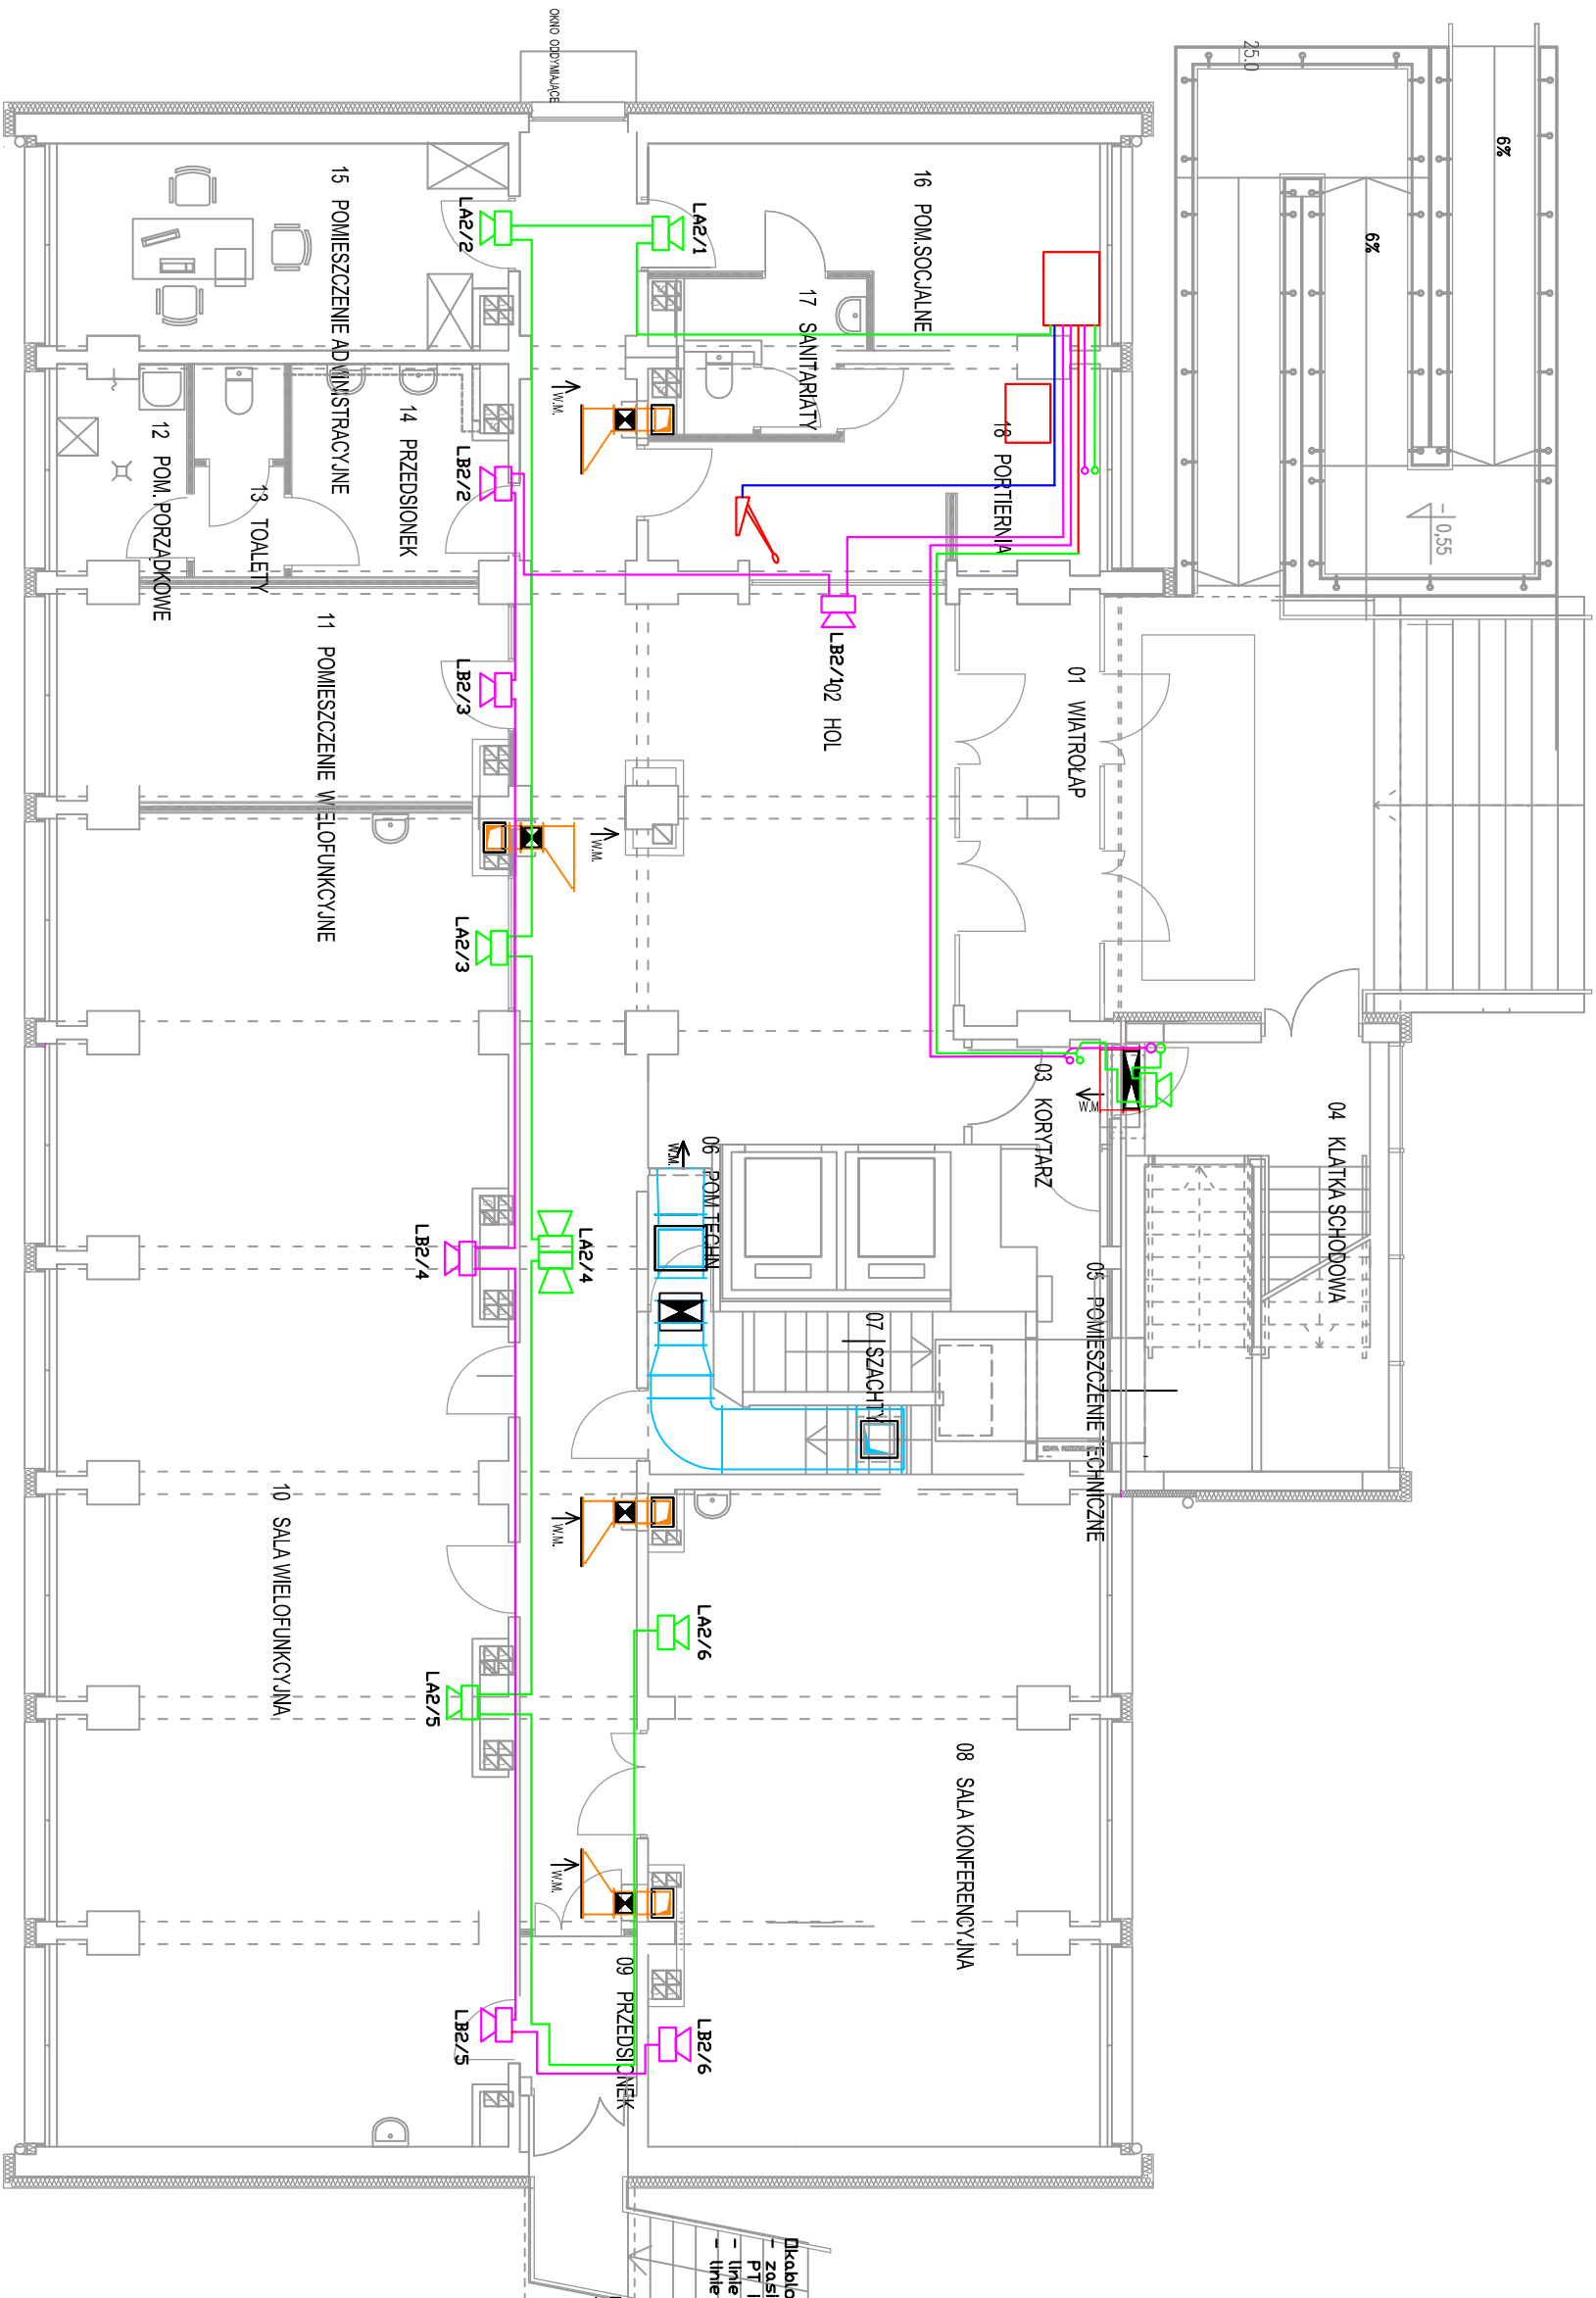 OKNO ODDYMIAJĄCE
25.0
6%
6%
- 0,55
15 POMIESZCZENIE ADMINISTRACYJNE
16 POM.SOCJALNE
LA2/2
LA2/1
17 SANITARIATY
14 PRZEDSIONEK
12 POM. PORZĄDKOWE
13 TOALETY
18 PORTIERNIA
W.M.
LB2/2
11 POMIESZCZENIE WIELOFUNKCYJNE
LB2/3
LB2/1
02 HOL
01 WIATROŁAP
W.M.
LA2/3
03 KORYTARZ
W.M.
04 KLATKA SCHODOWA
06 POM TECHN
W.M.
LB2/4
LA2/4
05 POMIESZCZENIE TECHNICZNE
07 SZACHTY
10 SALA WIELOFUNKCYJNA
W.M.
LA2/6
LA2/5
08 SALA KONFERENCYJNA
W.M.
09 PRZEDSIONEK
LB2/5
LB2/6
- zasi
PT
- linie
- linie